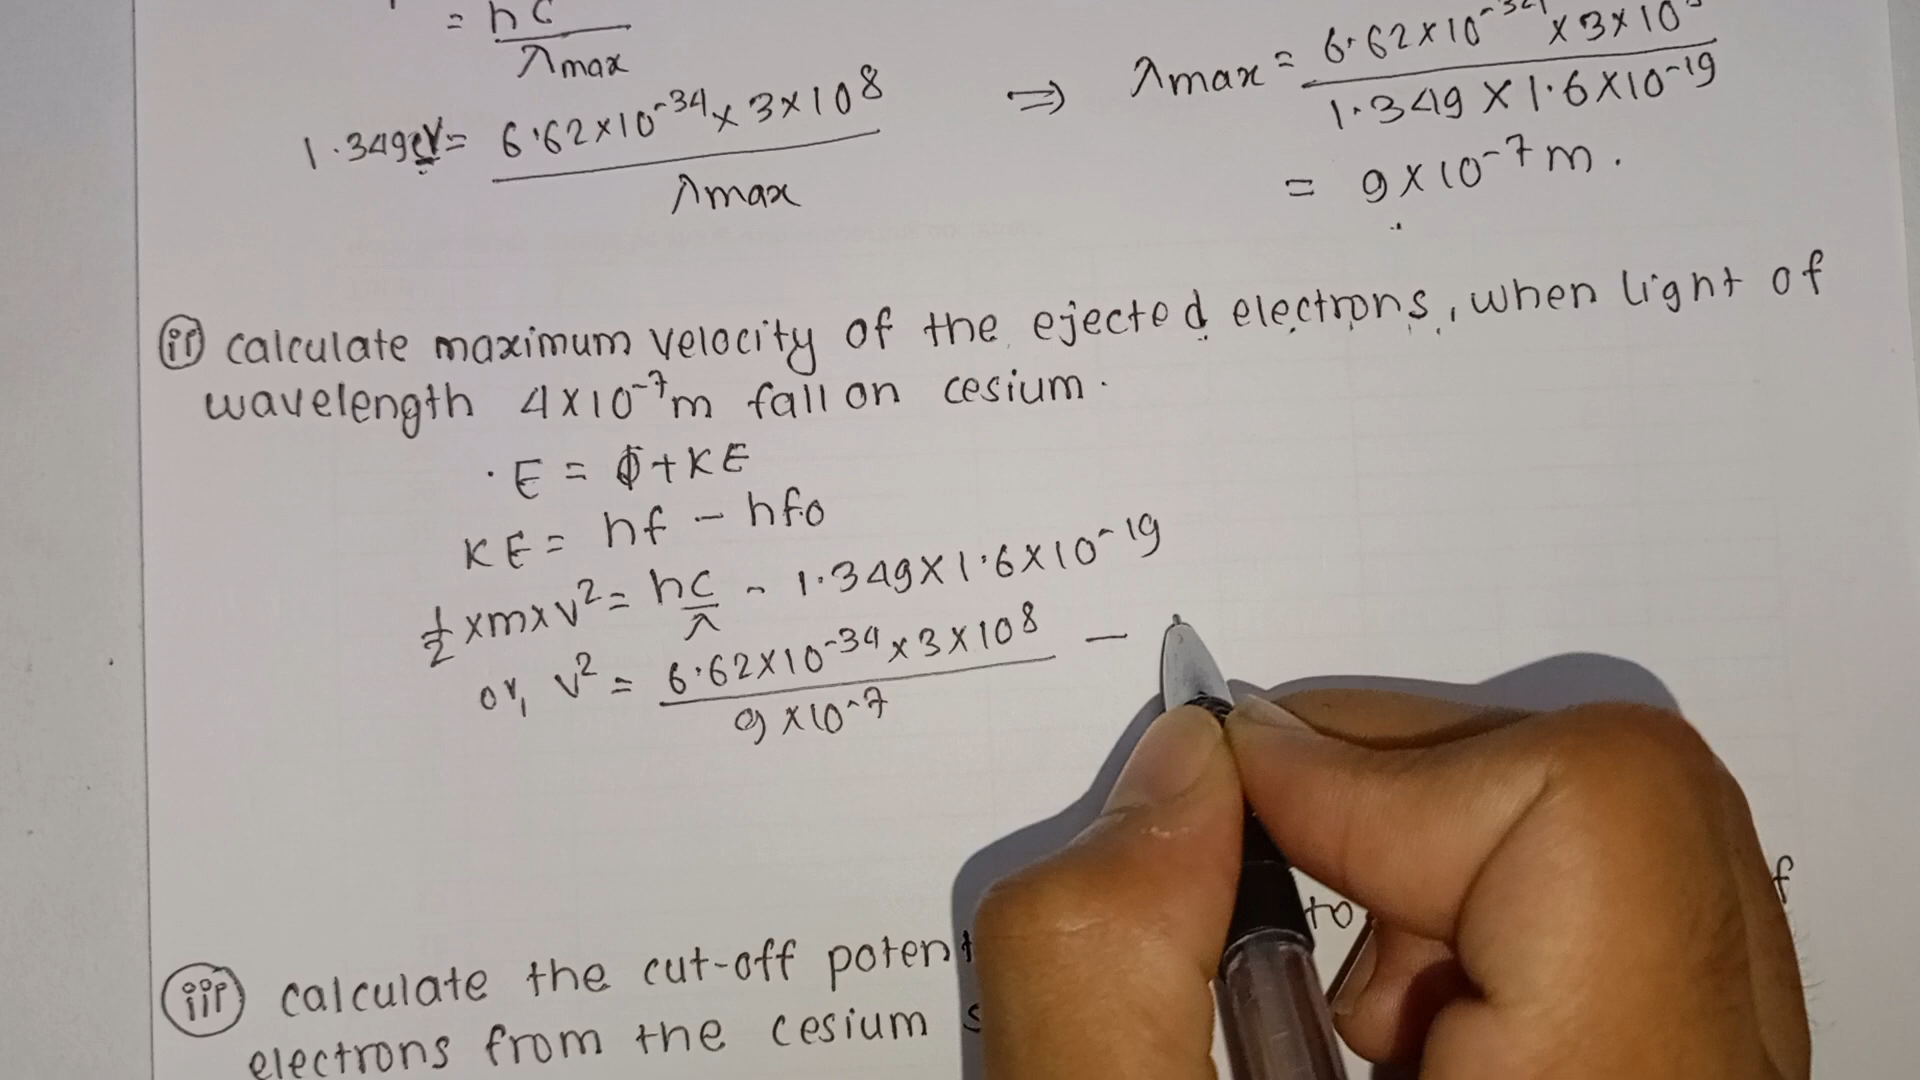 = hc
λmax
λmax = 6.62×10⁻³⁴ × 3×10
1.349 × 1.6×10⁻¹⁹
1.349eV = 6.62×10⁻³⁴ × 3×10⁸ ⇒
λmax
= 9×10⁻⁷ m.
(ii) calculate maximum velocity of the ejected electrons, when light of
wavelength 4×10⁻⁷m fall on cesium.
E = ϕ+KE
KE = hf - hfo
1/2 ×m×v² = hc/λ - 1.349×1.6×10⁻¹⁹
or, v² = 6.62×10⁻³⁴×3×10⁸ —
9×10⁻⁷
(iii) calculate the cut-off to f
electrons from the cesium